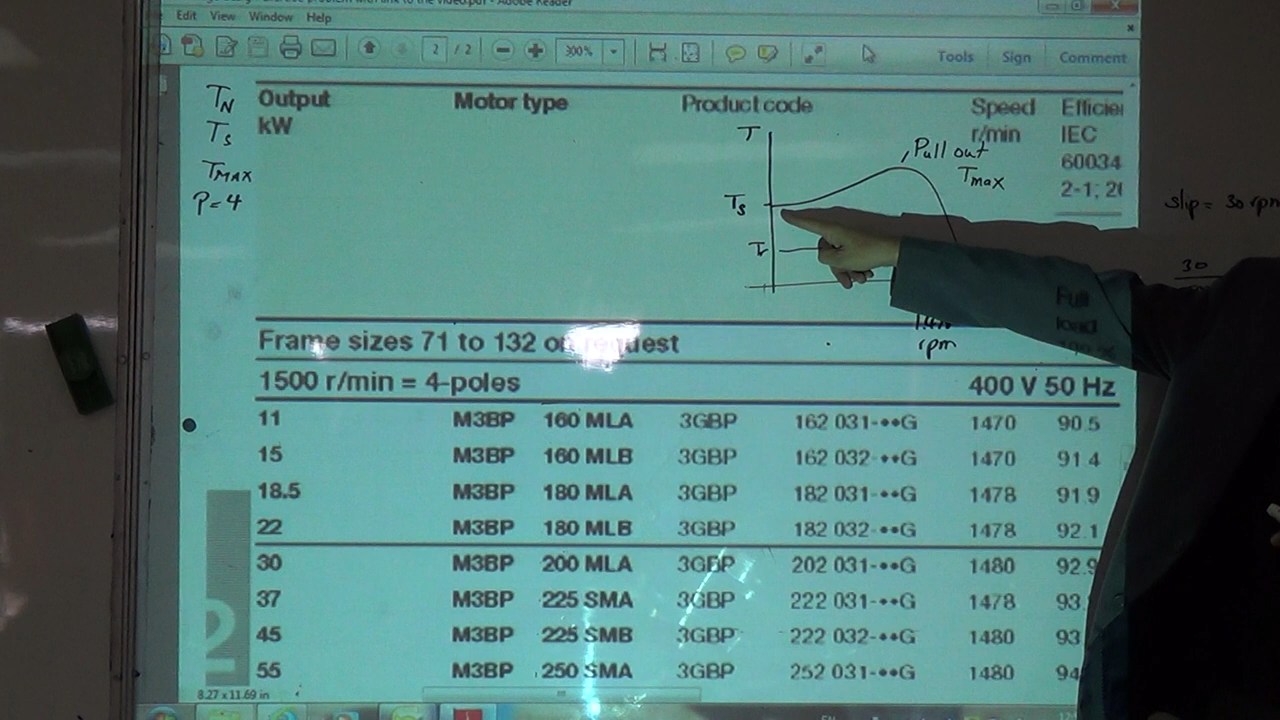 Edit View Window Help
2 / 2 300% Tools Sign Comment
TN
Ts
TMAX
P=4
Output Motor type Product code Speed Efficie
kW r/min IEC
60034
2-1; 20
T
Pull out
Tmax
Ts
Tr
slip = 30 rpm
30
Full
load
rpm
Frame sizes 71 to 132 on request
1500 r/min = 4-poles 400 V 50 Hz
11 M3BP 160 MLA 3GBP 162 031-••G 1470 90.5
15 M3BP 160 MLB 3GBP 162 032-••G 1470 91.4
18.5 M3BP 180 MLA 3GBP 182 031-••G 1478 91.9
22 M3BP 180 MLB 3GBP 182 032-••G 1478 92.1
30 M3BP 200 MLA 3GBP 202 031-••G 1480 92.9
37 M3BP 225 SMA 3GBP 222 031-••G 1478 93
45 M3BP 225 SMB 3GBP 222 032-••G 1480 93
55 M3BP 250 SMA 3GBP 252 031-••G 1480 94
2
8.27 x 11.69 in